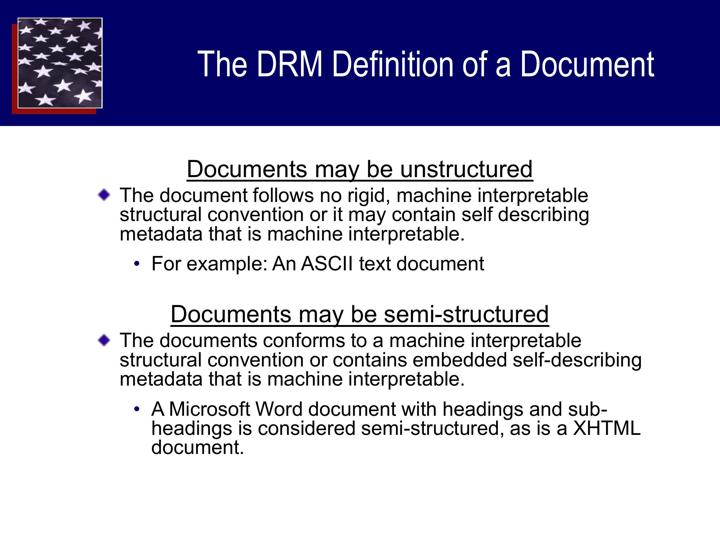 The DRM Definition of a Document
Documents may be unstructured
The document follows no rigid, machine interpretable
structural convention or it may contain self describing
metadata that is machine interpretable.
• For example: An ASCII text document
Documents may be semi-structured
The documents conforms to a machine interpretable
structural convention or contains embedded self-describing
metadata that is machine interpretable.
• A Microsoft Word document with headings and sub-
headings is considered semi-structured, as is a XHTML
document.